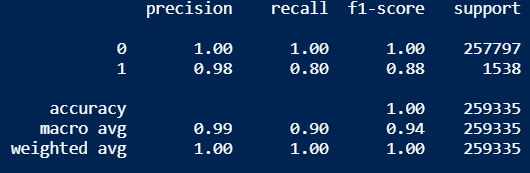 precision recall f1-score support
0 1.00 1.00 1.00 257797
1 0.98 0.80 0.88 1538
accuracy 1.00 259335
macro avg 0.99 0.90 0.94 259335
weighted avg 1.00 1.00 1.00 259335